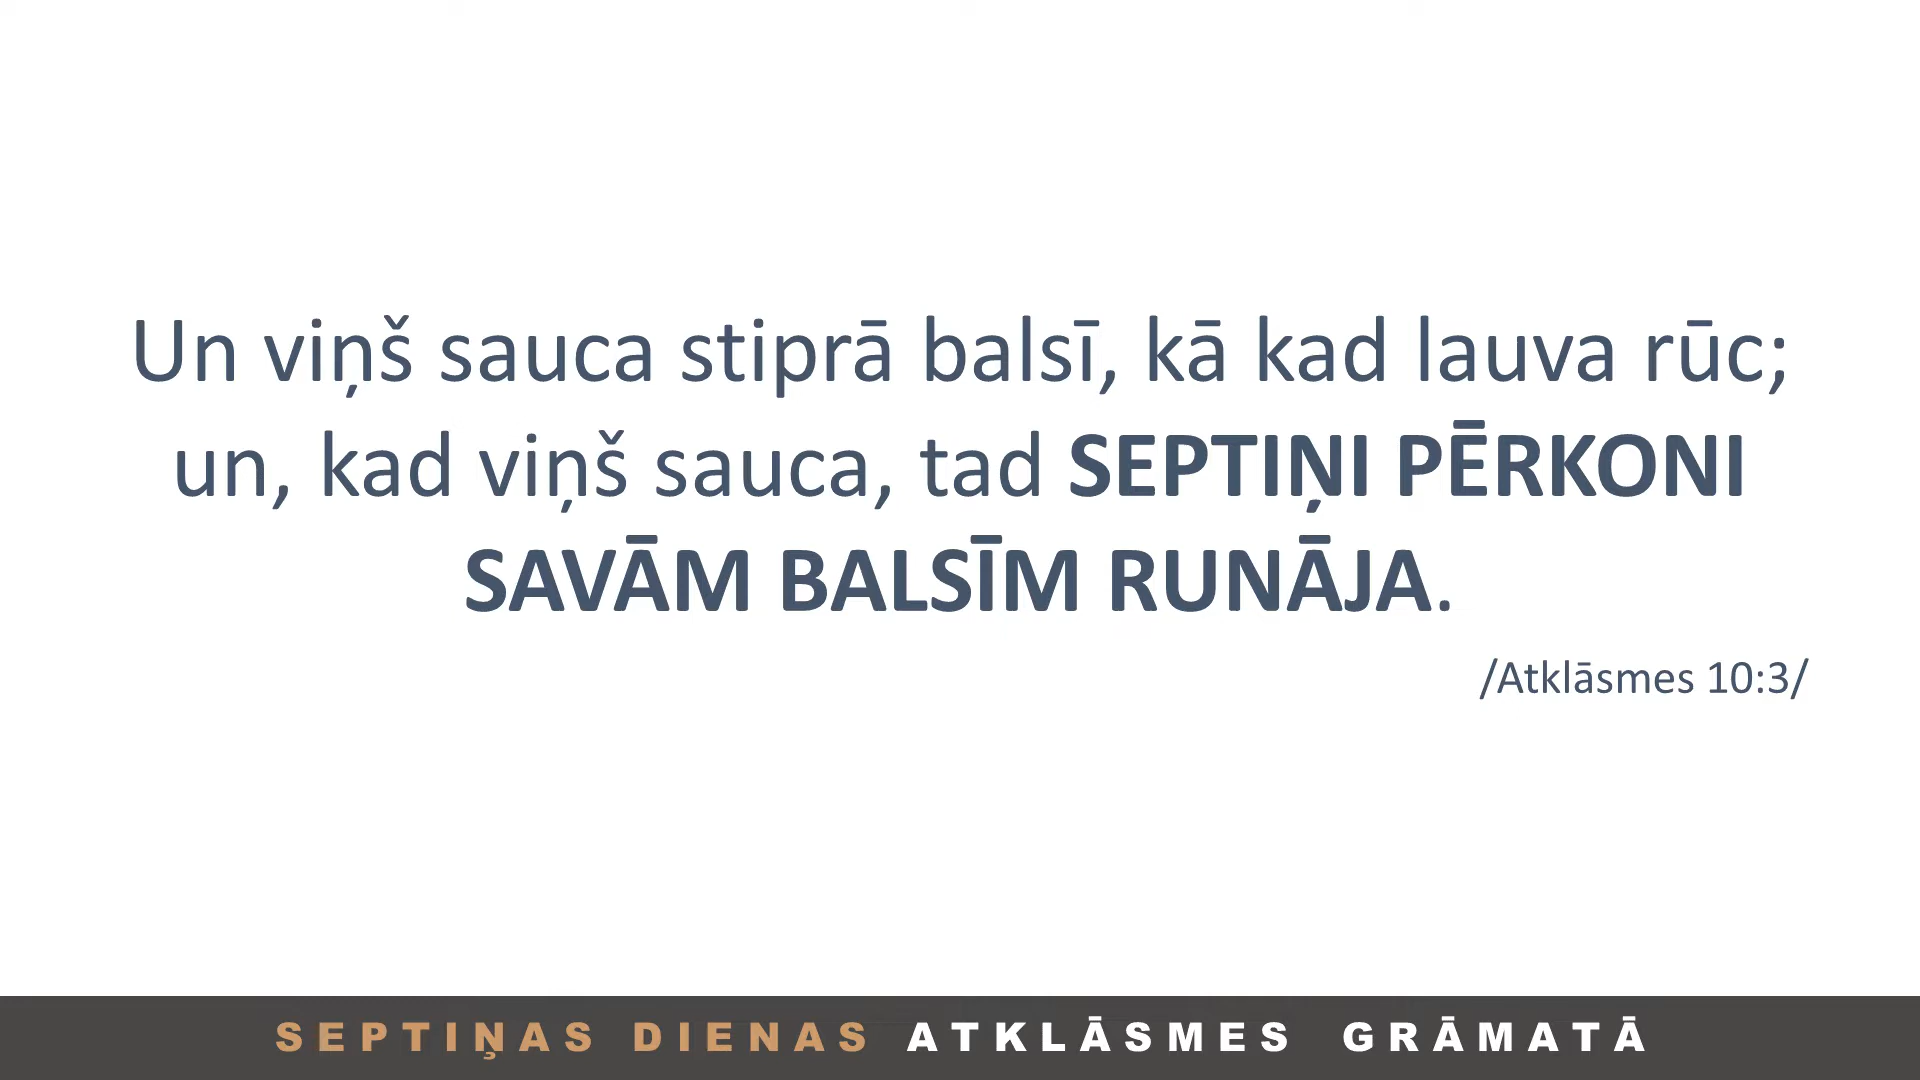 Un viņš sauca stiprā balsī, kā kad lauva rūc;
un, kad viņš sauca, tad SEPTIŅI PĒRKONI
SAVĀM BALSĪM RUNĀJA.
/Atklāsmes 10:3/
SEPTIŅAS DIENAS ATKLĀSMES GRĀMATĀ